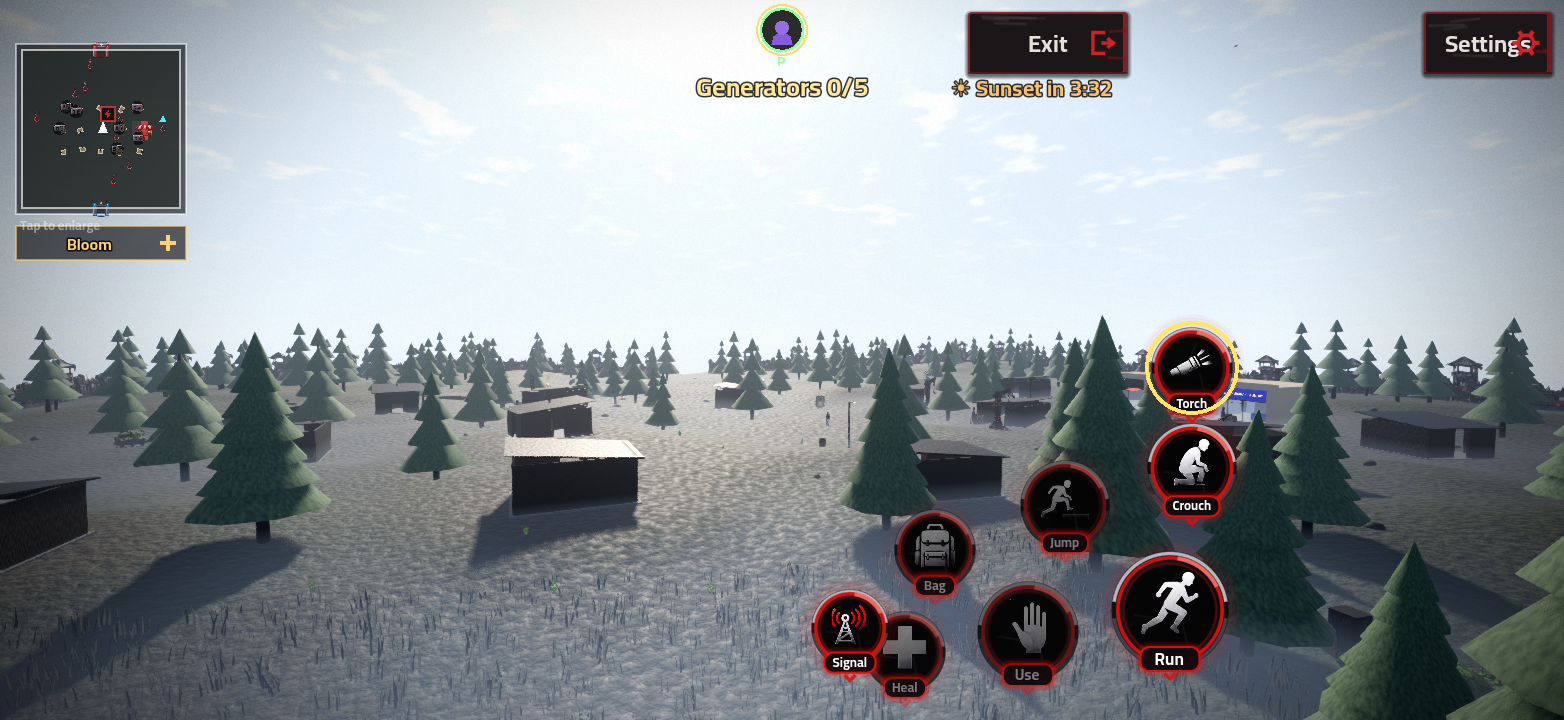 Exit
Settings
P
Generators 0/5
Sunset in 3:32
Tap to enlarge
Bloom
Torch
Crouch
Jump
Bag
Signal
Heal
Use
Run